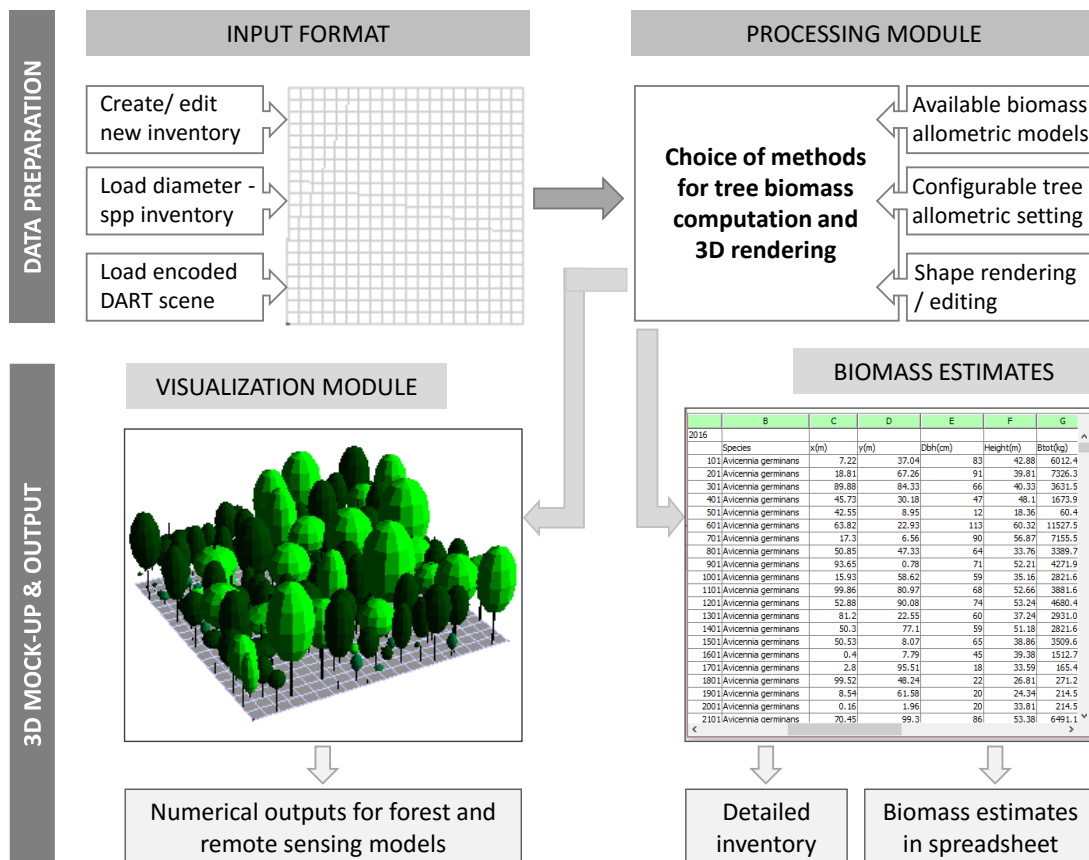 DATA PREPARATION
INPUT FORMAT
Create/ edit
new inventory
Load diameter -
spp inventory
Load encoded
DART scene
PROCESSING MODULE
Choice of methods
for tree biomass
computation and
3D rendering
Available biomass
allometric models
Configurable tree
allometric setting
Shape rendering
/ editing
3D MOCK-UP & OUTPUT
VISUALIZATION MODULE
Numerical outputs for forest and
remote sensing models
BIOMASS ESTIMATES
B C D E F G
2016
Species x(m) y(m) Dbh(cm) Height(m) Btot(kg)
101 Avicennia germinans 7.22 37.04 83 42.88 6012.4
201 Avicennia germinans 18.81 67.26 91 39.81 7326.3
301 Avicennia germinans 89.88 84.33 66 40.33 3631.5
401 Avicennia germinans 45.73 30.18 47 48.1 1673.9
501 Avicennia germinans 42.55 8.95 12 18.36 60.4
601 Avicennia germinans 63.82 22.93 113 60.32 11527.5
701 Avicennia germinans 17.3 6.56 90 56.87 7155.5
801 Avicennia germinans 50.85 47.33 64 33.76 3389.7
901 Avicennia germinans 93.65 0.78 71 52.21 4271.9
1001 Avicennia germinans 15.93 58.62 59 35.16 2821.6
1101 Avicennia germinans 99.86 80.97 68 52.66 3881.6
1201 Avicennia germinans 52.88 90.08 74 53.24 4680.4
1301 Avicennia germinans 81.2 22.55 60 37.24 2931.0
1401 Avicennia germinans 50.3 77.1 59 51.18 2821.6
1501 Avicennia germinans 50.53 8.07 65 38.86 3509.6
1601 Avicennia germinans 0.4 7.79 45 39.38 1512.7
1701 Avicennia germinans 2.8 95.51 18 33.59 165.4
1801 Avicennia germinans 99.52 48.24 22 26.81 271.2
1901 Avicennia germinans 8.54 61.58 20 24.34 214.5
2001 Avicennia germinans 0.16 1.96 20 33.81 214.5
2101 Avicennia germinans 70.45 99.3 86 53.38 6491.1
Detailed
inventory
Biomass estimates
in spreadsheet